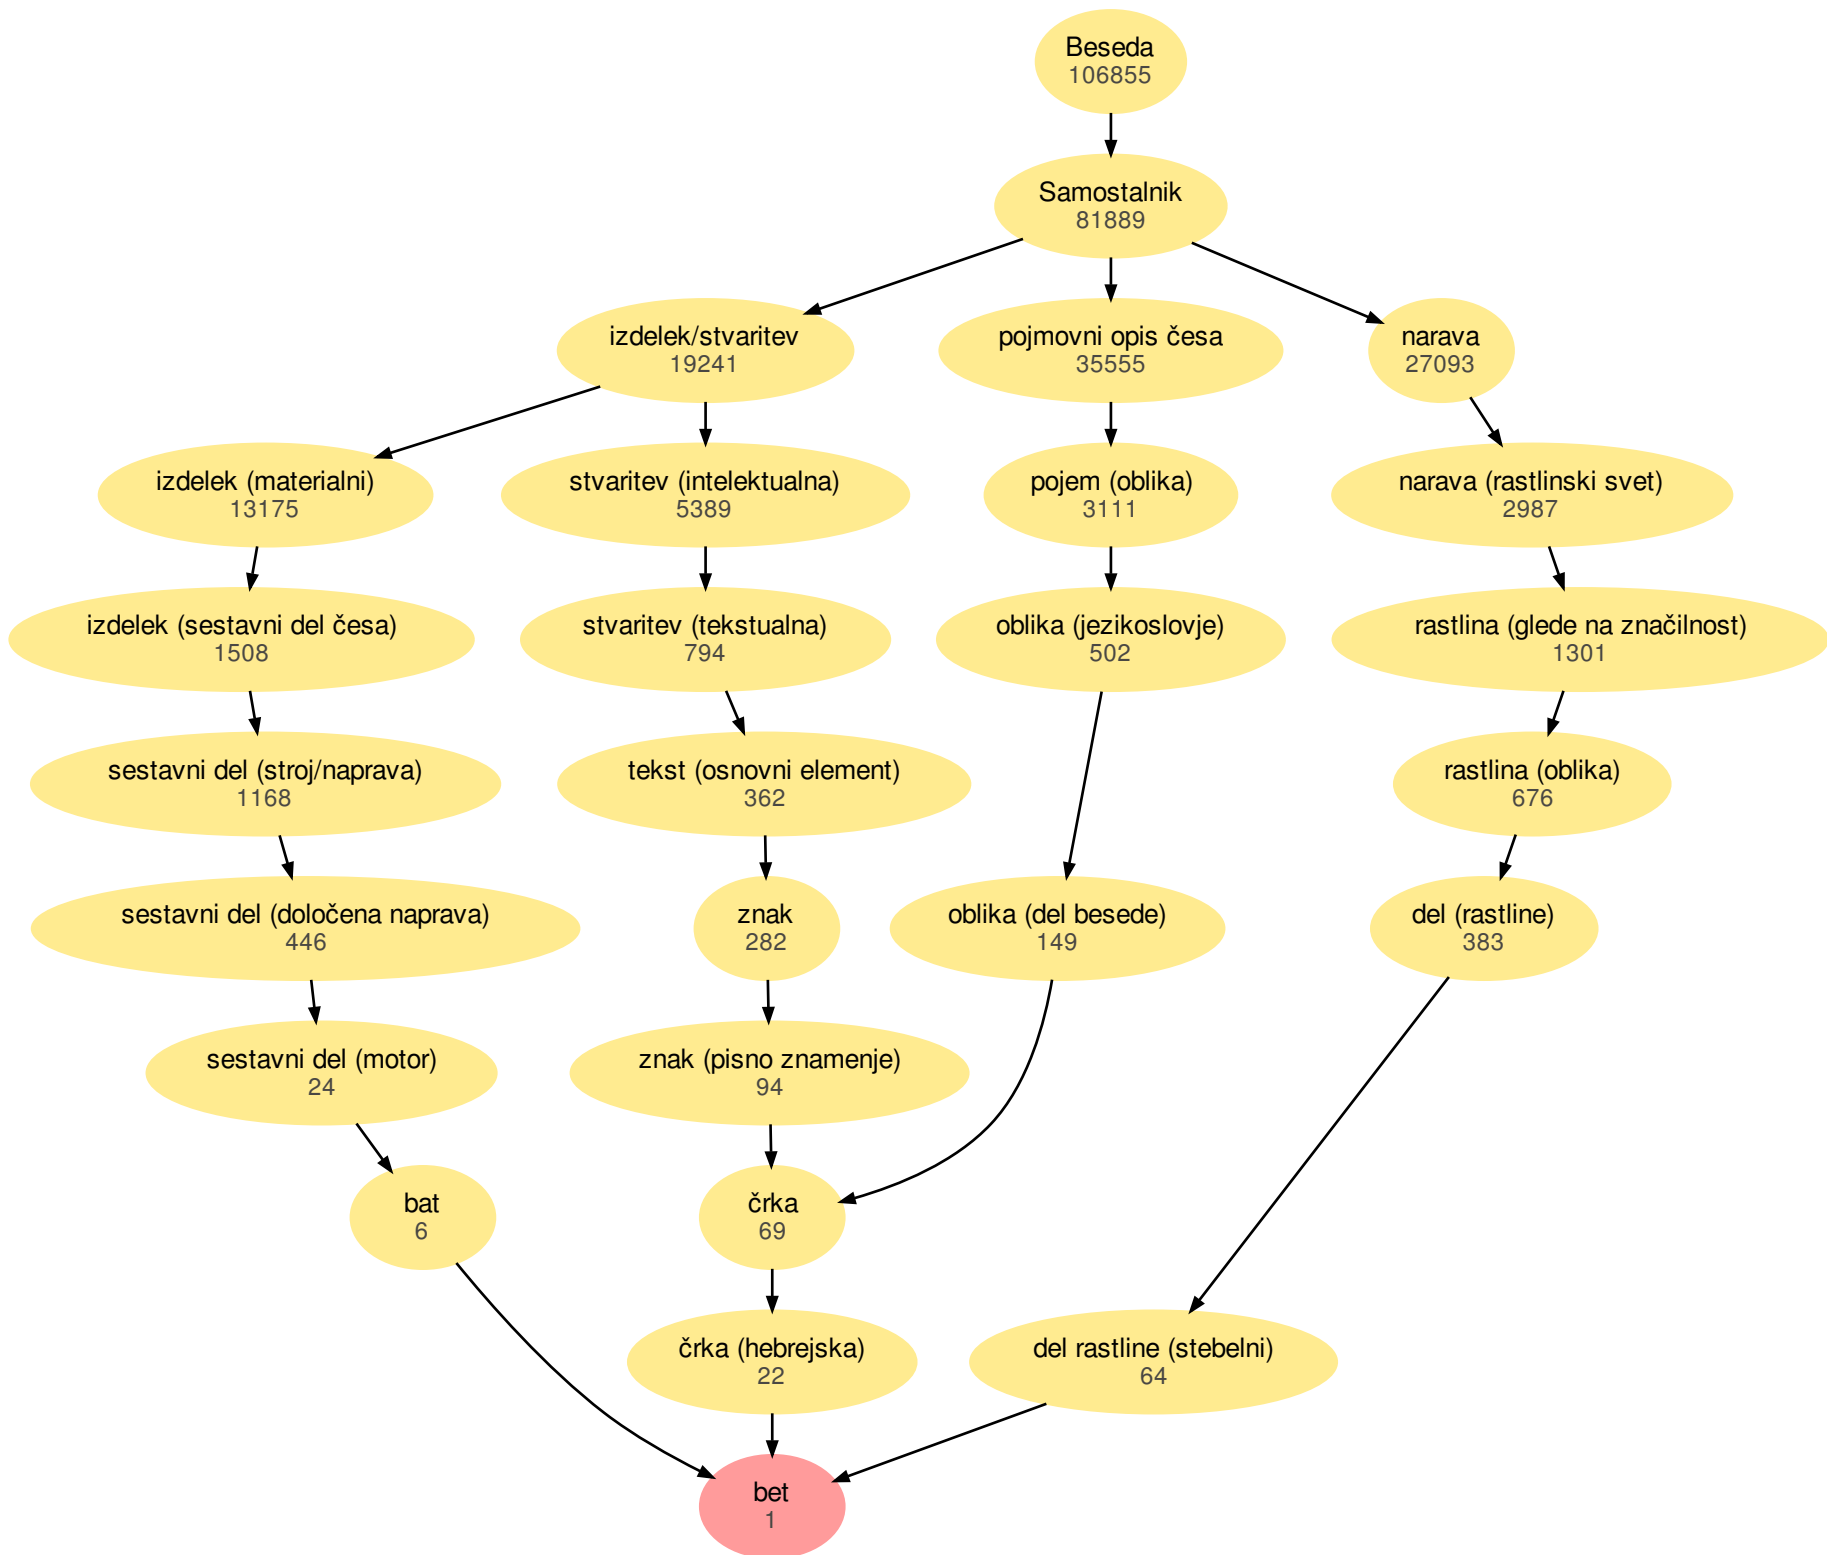 Beseda
106855
Samostalnik
81889
izdelek/stvaritev
19241
pojmovni opis česa
35555
narava
27093
izdelek (materialni)
13175
stvaritev (intelektualna)
5389
pojem (oblika)
3111
narava (rastlinski svet)
2987
izdelek (sestavni del česa)
1508
stvaritev (tekstualna)
794
oblika (jezikoslovje)
502
rastlina (glede na značilnost)
1301
sestavni del (stroj/naprava)
1168
tekst (osnovni element)
362
rastlina (oblika)
676
sestavni del (določena naprava)
446
znak
282
oblika (del besede)
149
del (rastline)
383
sestavni del (motor)
24
znak (pisno znamenje)
94
bat
6
črka
69
črka (hebrejska)
22
del rastline (stebelni)
64
bet
1